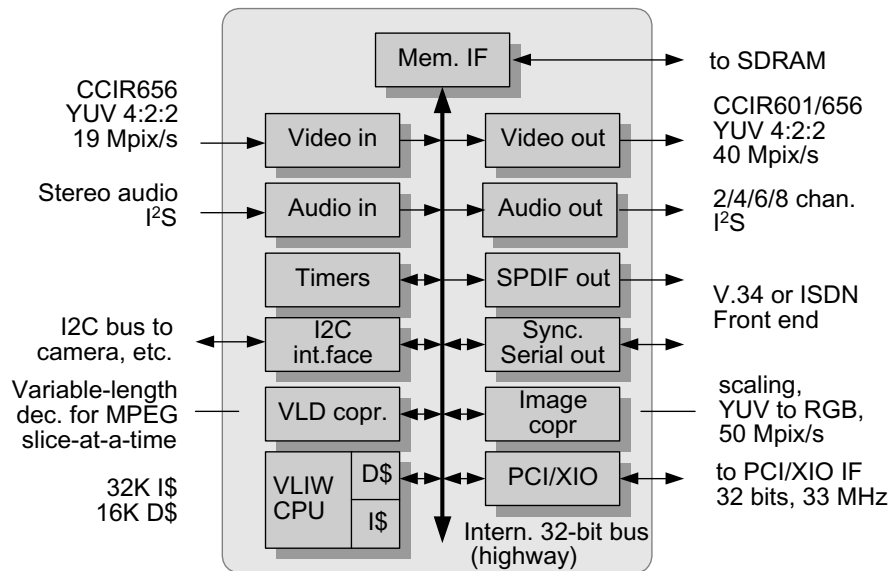 Mem. IF
to SDRAM
CCIR656
YUV 4:2:2
19 Mpix/s
Video in
Video out
CCIR601/656
YUV 4:2:2
40 Mpix/s
Stereo audio
I²S
Audio in
Audio out
2/4/6/8 chan.
I²S
Timers
SPDIF out
V.34 or ISDN
Front end
I2C bus to
camera, etc.
I2C
int.face
Sync.
Serial out
Variable-length
dec. for MPEG
slice-at-a-time
VLD copr.
Image
copr
scaling,
YUV to RGB,
50 Mpix/s
32K I$
16K D$
VLIW
CPU
D$
I$
PCI/XIO
to PCI/XIO IF
32 bits, 33 MHz
Intern. 32-bit bus
(highway)